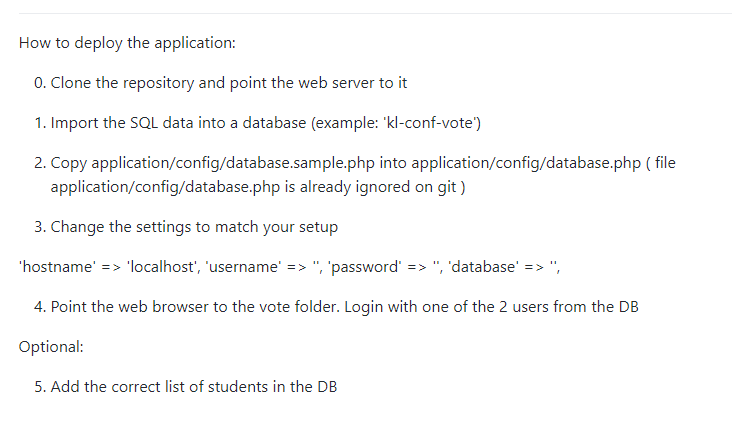 How to deploy the application:
0. Clone the repository and point the web server to it
1. Import the SQL data into a database (example: 'kl-conf-vote')
2. Copy application/config/database.sample.php into application/config/database.php ( file
application/config/database.php is already ignored on git )
3. Change the settings to match your setup
'hostname' => 'localhost', 'username' => '', 'password' => '', 'database' => '',
4. Point the web browser to the vote folder. Login with one of the 2 users from the DB
Optional:
5. Add the correct list of students in the DB